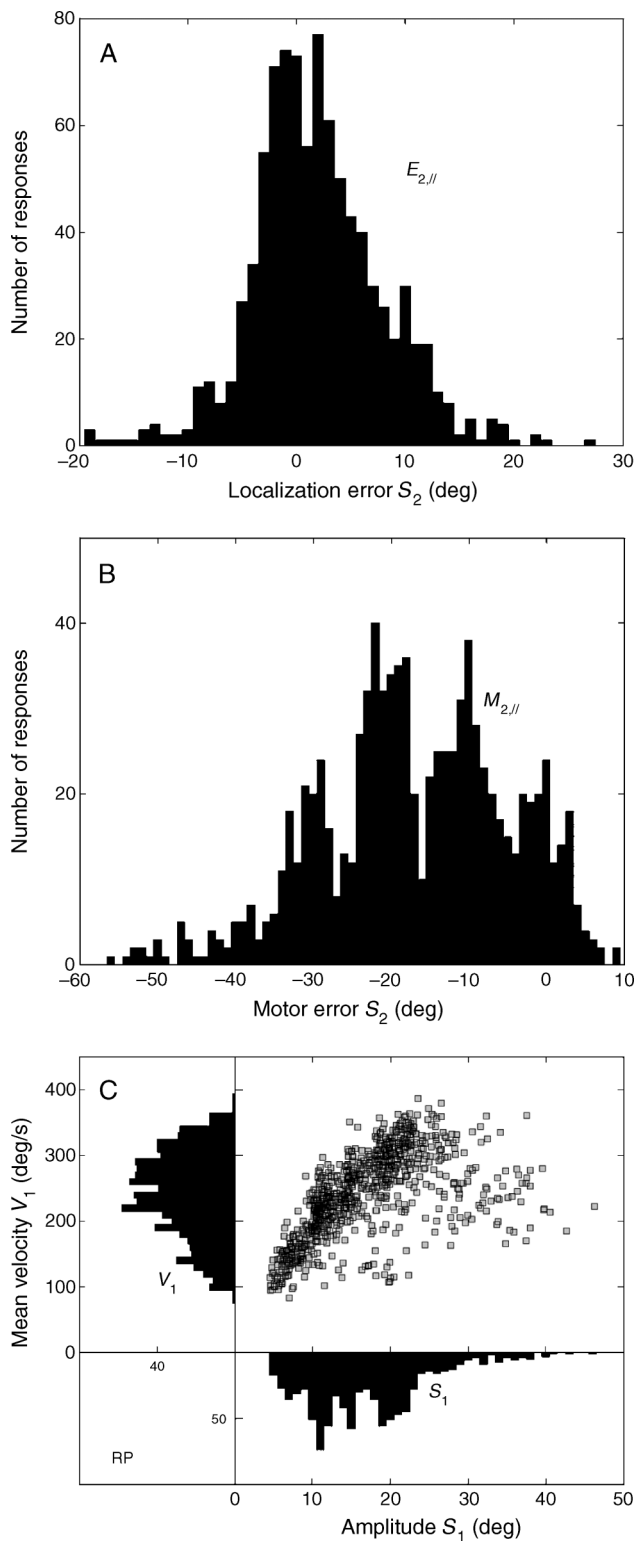 A
80
60
40
20
0
Number of responses
E2,//
−20 −10 0 10 20 30
Localization error S2 (deg)
B
40
20
0
Number of responses
M2,//
−60 −50 −40 −30 −20 −10 0 10
Motor error S2 (deg)
C
400
300
200
100
0
Mean velocity V1 (deg/s)
V1
40
S1
50
RP
0 10 20 30 40 50
Amplitude S1 (deg)